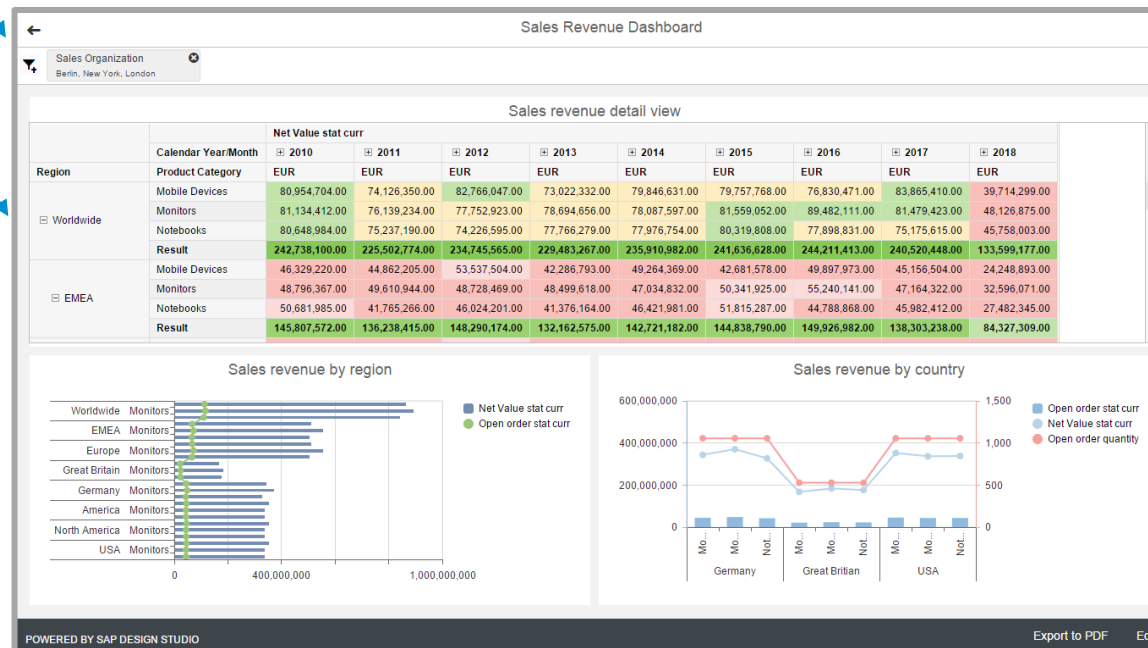 Sales Revenue Dashboard
Sales Organization
Berlin, New York, London
Sales revenue detail view
Net Value stat curr
Calendar Year/Month 2010 2011 2012 2013 2014 2015 2016 2017 2018
Region Product Category EUR EUR EUR EUR EUR EUR EUR EUR EUR
Worldwide
Mobile Devices 80,954,704.00 74,126,350.00 82,766,047.00 73,022,332.00 79,846,631.00 79,757,768.00 76,830,471.00 83,865,410.00 39,714,299.00
Monitors 81,134,412.00 76,139,234.00 77,752,923.00 78,694,656.00 78,087,597.00 81,559,052.00 89,482,111.00 81,479,423.00 48,126,875.00
Notebooks 80,648,984.00 75,237,190.00 74,226,595.00 77,766,279.00 77,976,754.00 80,319,808.00 77,898,831.00 75,175,615.00 45,758,003.00
Result 242,738,100.00 225,502,774.00 234,745,565.00 229,483,267.00 235,910,982.00 241,636,628.00 244,211,413.00 240,520,448.00 133,599,177.00
EMEA
Mobile Devices 46,329,220.00 44,862,205.00 53,537,504.00 42,286,793.00 49,264,369.00 42,681,578.00 49,897,973.00 45,156,504.00 24,248,893.00
Monitors 48,796,367.00 49,610,944.00 48,728,469.00 48,499,618.00 47,034,832.00 50,341,925.00 55,240,141.00 47,164,322.00 32,596,071.00
Notebooks 50,681,985.00 41,765,266.00 46,024,201.00 41,376,164.00 46,421,981.00 51,815,287.00 44,788,868.00 45,982,412.00 27,482,345.00
Result 145,807,572.00 136,238,415.00 148,290,174.00 132,162,575.00 142,721,182.00 144,838,790.00 149,926,982.00 138,303,238.00 84,327,309.00
Sales revenue by region
Worldwide Monitors
EMEA Monitors
Europe Monitors
Great Britain Monitors
Germany Monitors
America Monitors
North America Monitors
USA Monitors
0 400,000,000 1,000,000,000
Net Value stat curr
Open order stat curr
Sales revenue by country
600,000,000 1,500
400,000,000 1,000
200,000,000 500
0 0
Mo... Mo... Not... Mo... Mo... Not... Mo... Mo... Not...
Germany Great Britian USA
Open order stat curr
Net Value stat curr
Open order quantity
POWERED BY SAP DESIGN STUDIO
Export to PDF